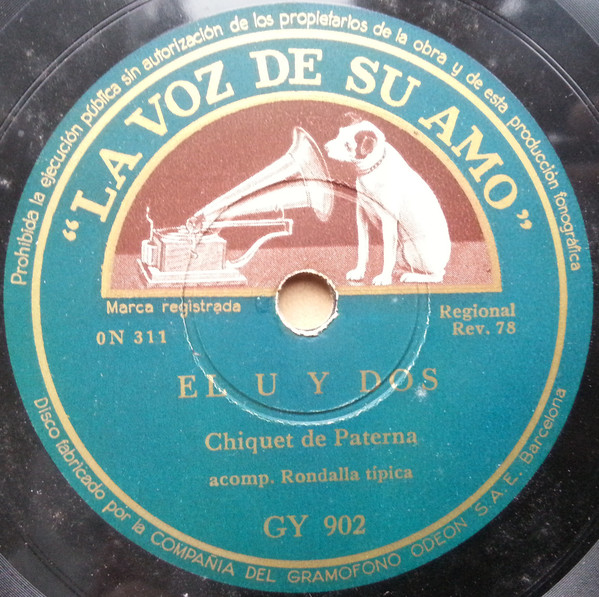 Prohibida la ejecución pública sin autorización de los propietarios de la obra y de esta producción fonográfica
"LA VOZ DE SU AMO"
Marca registrada
0N 311
Regional
Rev. 78
EL U Y DOS
Chiquet de Paterna
acomp. Rondalla típica
GY 902
Disco fabricado por la COMPAÑIA DEL GRAMOFONO ODEON S.A.E., Barcelona